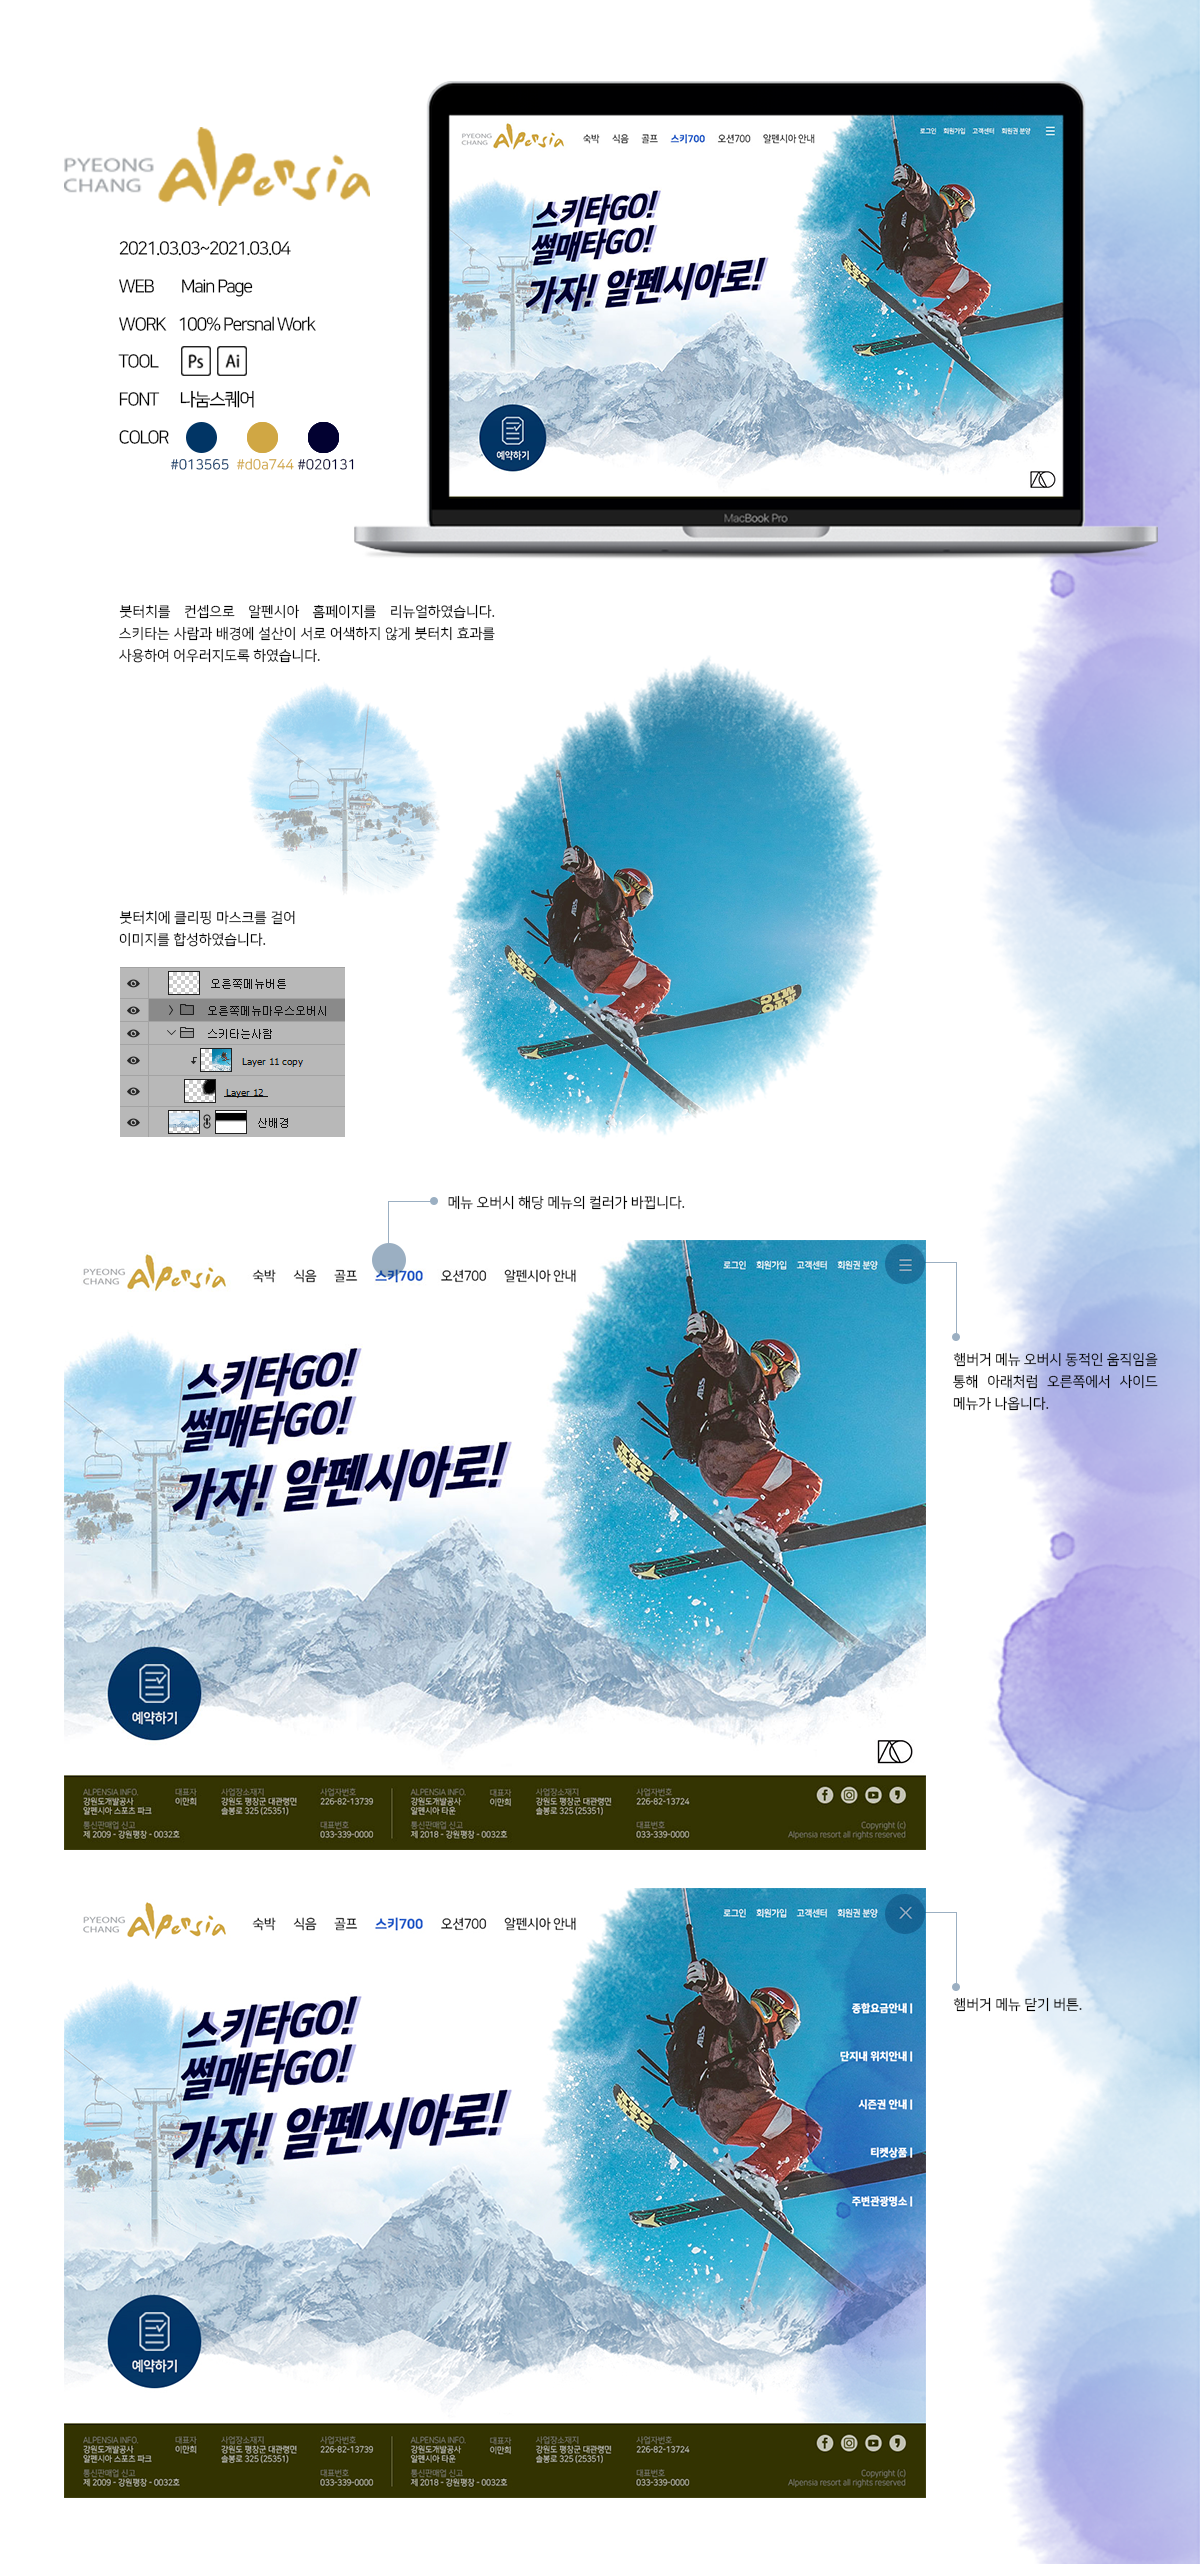 PYEONG
CHANG Alpensia
2021.03.03~2021.03.04
WEB Main Page
WORK 100% Persnal Work
TOOL Ps Ai
FONT 나눔스퀘어
COLOR
#013565 #d0a744 #020131
PYEONG
CHANG Alpensia 숙박 식음 골프 스키700 오션700 알펜시아 안내 로그인 회원가입 고객센터 회원권 분양
스키타GO!
썰매타GO!
가자! 알펜시아로!
예약하기
MacBook Pro
붓터치를 컨셉으로 알펜시아 홈페이지를 리뉴얼하였습니다.
스키타는 사람과 배경에 설산이 서로 어색하지 않게 붓터치 효과를
사용하여 어우러지도록 하였습니다.
붓터치에 클리핑 마스크를 걸어
이미지를 합성하였습니다.
오른쪽메뉴버튼
오른쪽메뉴마우스오버시
스키타는사람
Layer 11 copy
Layer 12
산배경
메뉴 오버시 해당 메뉴의 컬러가 바뀝니다.
PYEONG
CHANG Alpensia 숙박 식음 골프 스키700 오션700 알펜시아 안내 로그인 회원가입 고객센터 회원권 분양
햄버거 메뉴 오버시 동적인 움직임을
통해 아래처럼 오른쪽에서 사이드
메뉴가 나옵니다.
스키타GO!
썰매타GO!
가자! 알펜시아로!
예약하기
ALPENSIA INFO. 대표자 사업장소재지 사업자번호 ALPENSIA INFO. 대표자 사업장소재지 사업자번호
강원도개발공사 이만희 강원도 평창군 대관령면 226-82-13739 강원도개발공사 이만희 강원도 평창군 대관령면 226-82-13724
알펜시아 스포츠 파크 솔봉로 325 (25351) 알펜시아 타운 솔봉로 325 (25351)
통신판매업 신고 대표번호 통신판매업 신고 대표번호 Copyright (c)
제 2009 - 강원평창 - 0032호 033-339-0000 제 2018 - 강원평창 - 0032호 033-339-0000 Alpensia resort all rights reserved
PYEONG
CHANG Alpensia 숙박 식음 골프 스키700 오션700 알펜시아 안내 로그인 회원가입 고객센터 회원권 분양
햄버거 메뉴 닫기 버튼.
스키타GO!
썰매타GO!
가자! 알펜시아로!
종합요금안내 |
단지내 위치안내 |
시즌권 안내 |
티켓상품 |
주변관광명소 |
예약하기
ALPENSIA INFO. 대표자 사업장소재지 사업자번호 ALPENSIA INFO. 대표자 사업장소재지 사업자번호
강원도개발공사 이만희 강원도 평창군 대관령면 226-82-13739 강원도개발공사 이만희 강원도 평창군 대관령면 226-82-13724
알펜시아 스포츠 파크 솔봉로 325 (25351) 알펜시아 타운 솔봉로 325 (25351)
통신판매업 신고 대표번호 통신판매업 신고 대표번호 Copyright (c)
제 2009 - 강원평창 - 0032호 033-339-0000 제 2018 - 강원평창 - 0032호 033-339-0000 Alpensia resort all rights reserved